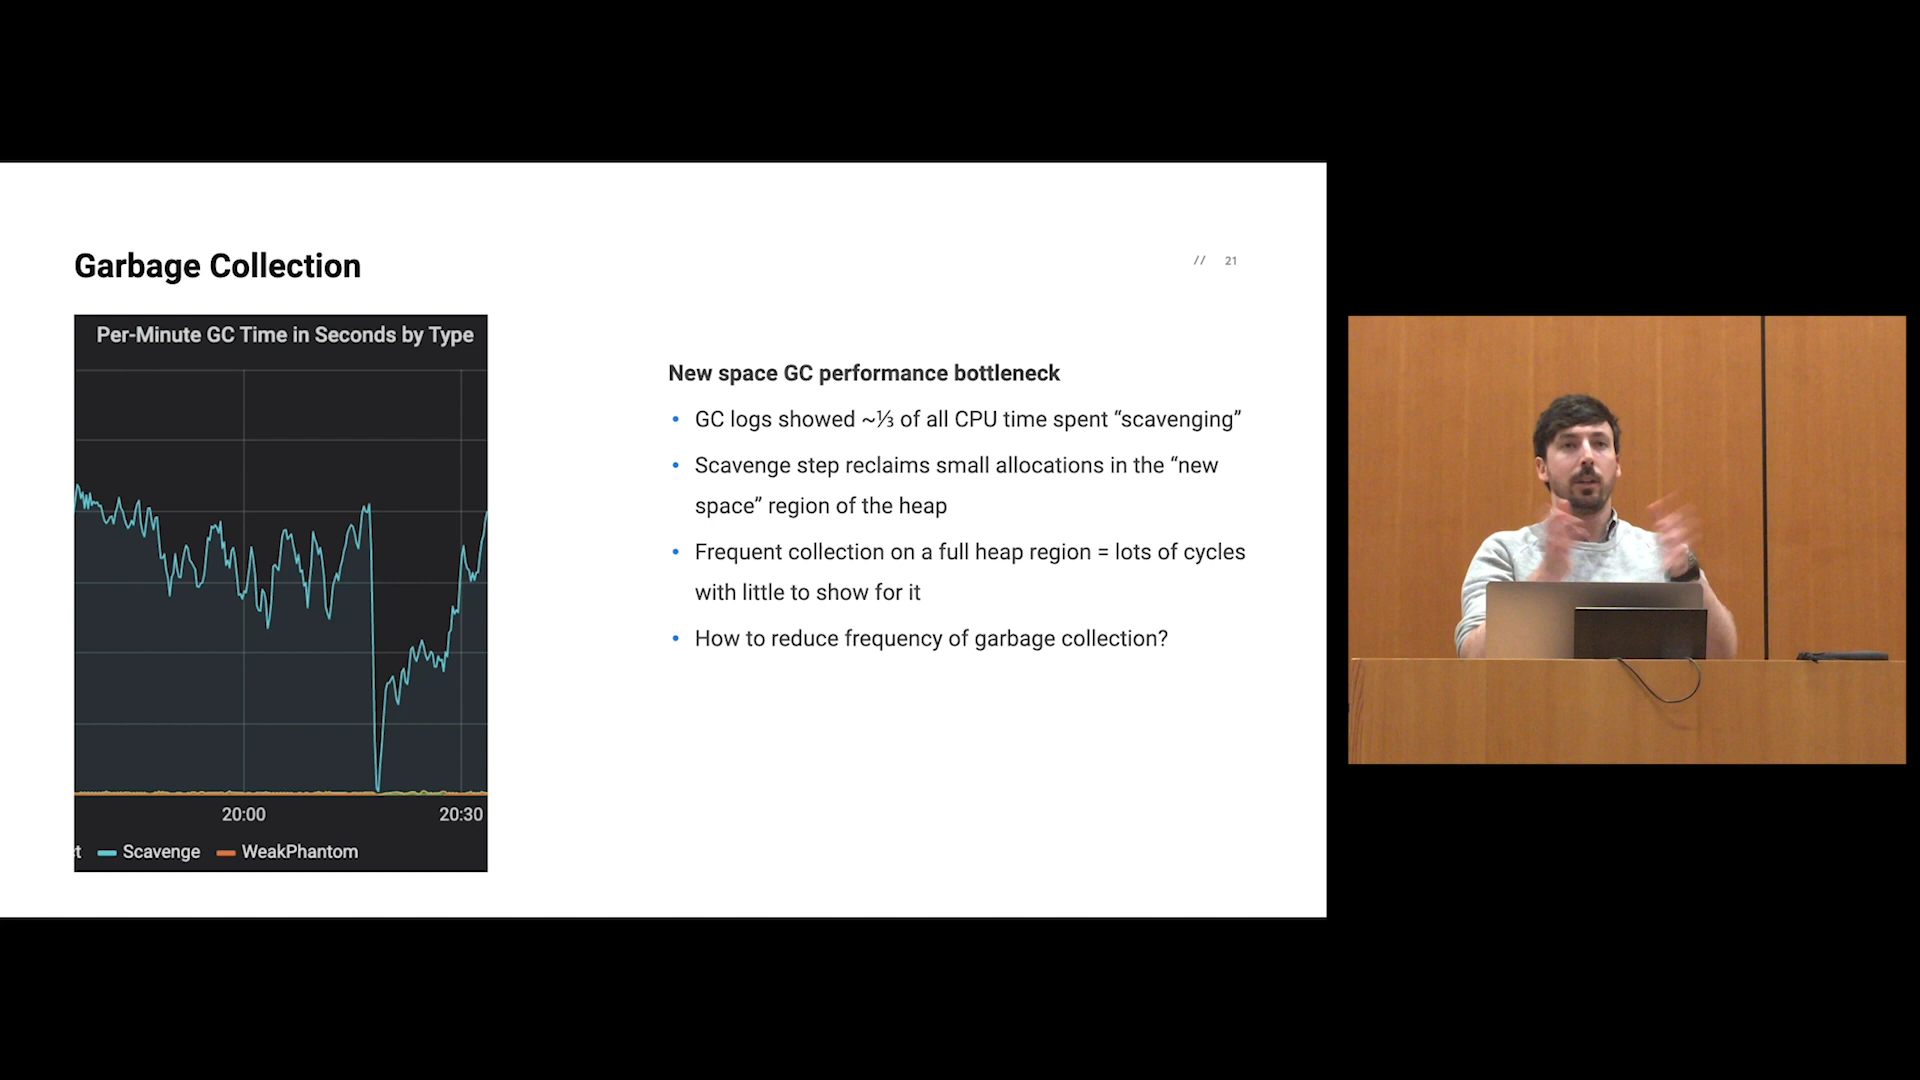 Garbage Collection
// 21
Per-Minute GC Time in Seconds by Type
20:00 20:30
t Scavenge WeakPhantom
New space GC performance bottleneck
• GC logs showed ~⅓ of all CPU time spent “scavenging”
• Scavenge step reclaims small allocations in the “new
space” region of the heap
• Frequent collection on a full heap region = lots of cycles
with little to show for it
• How to reduce frequency of garbage collection?